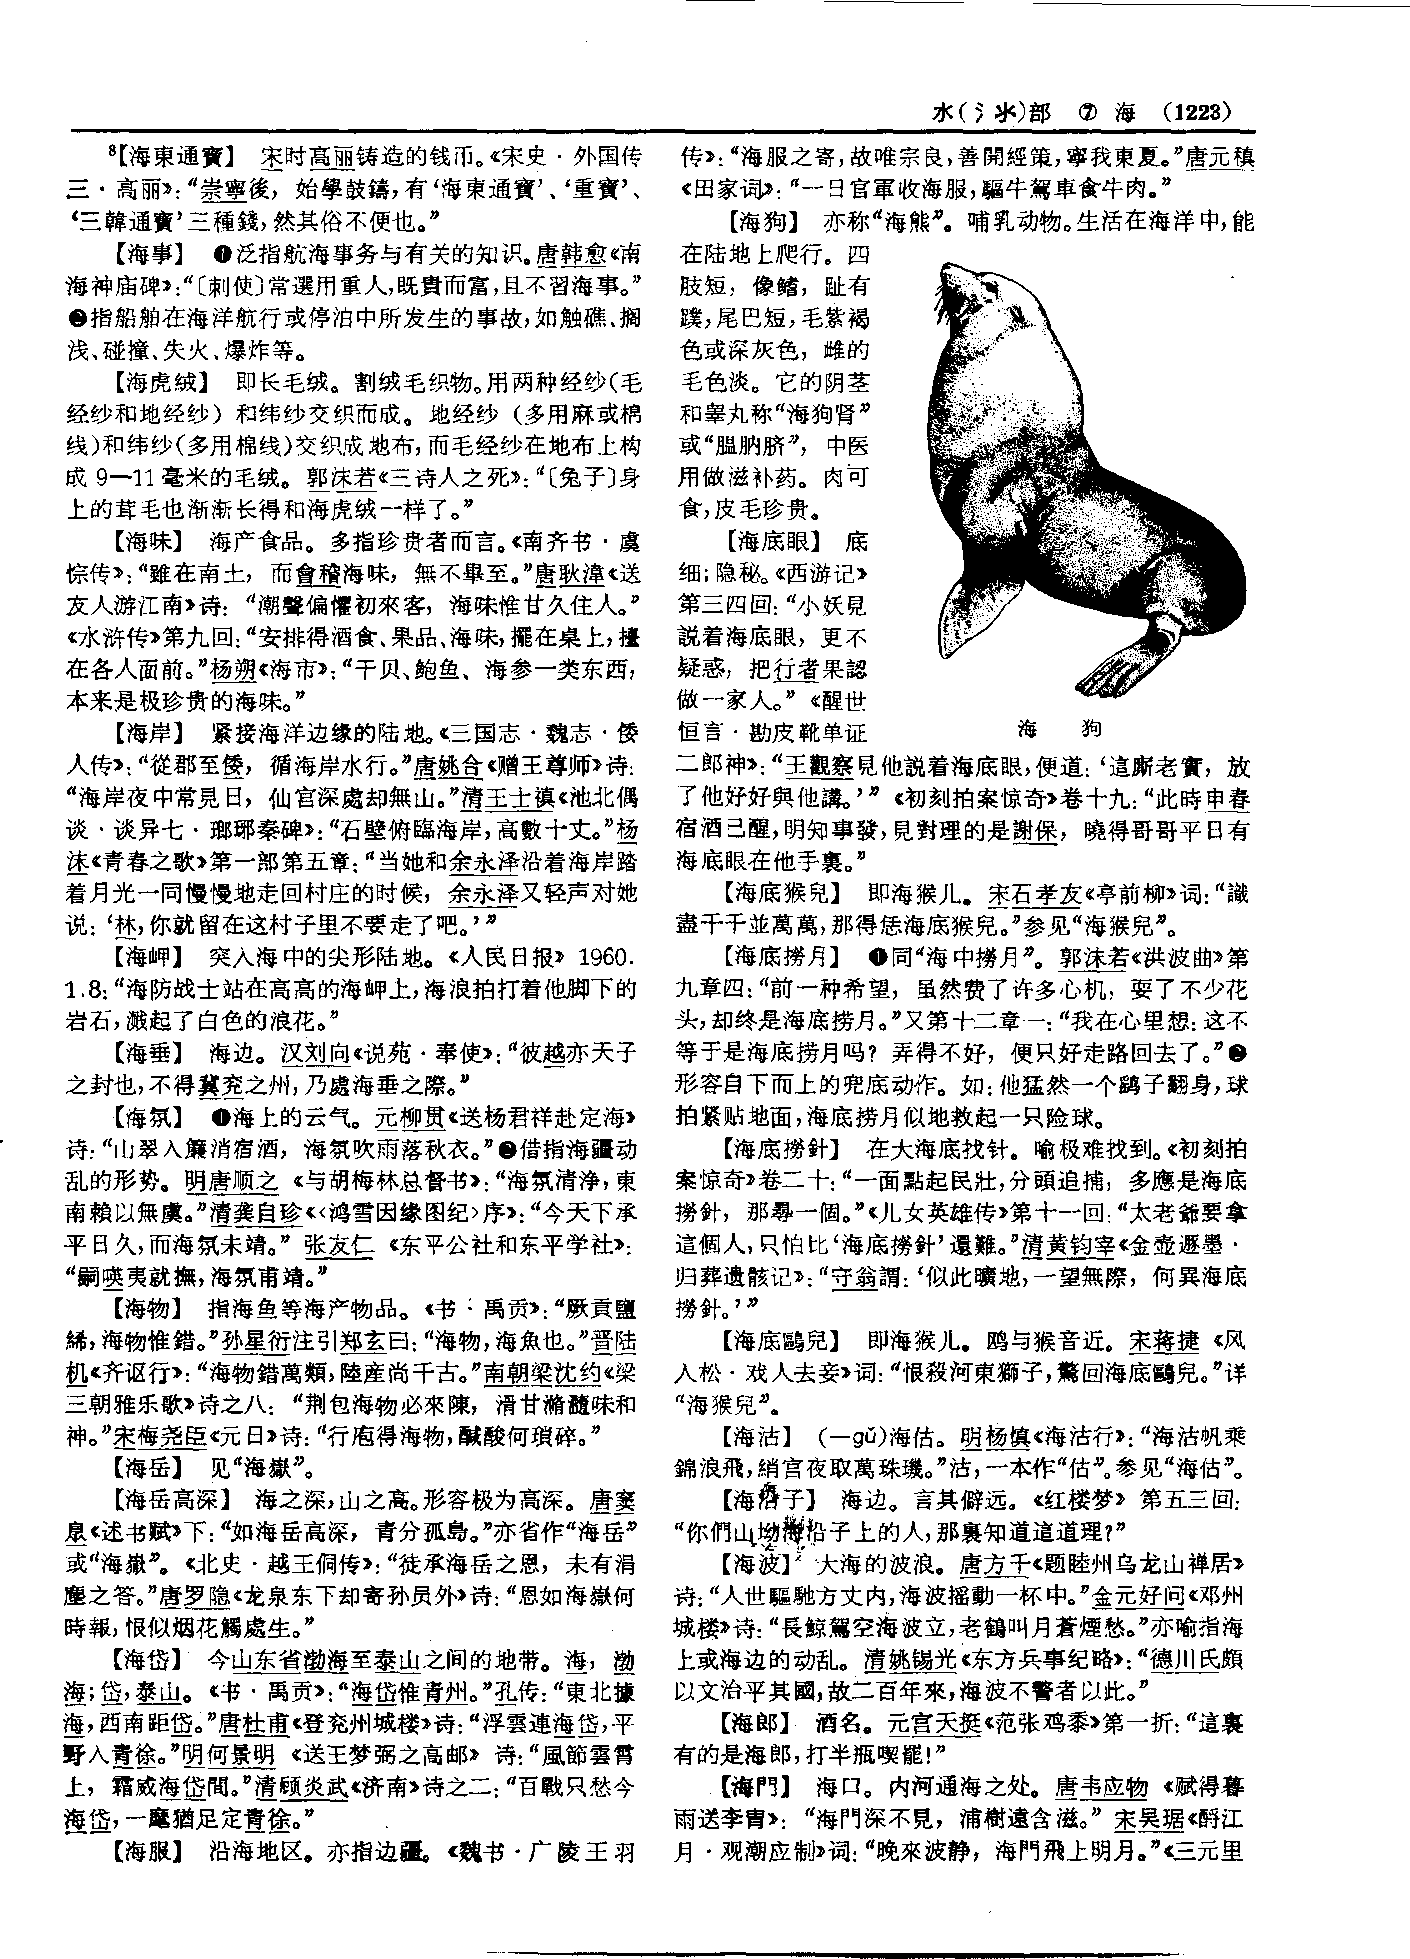 水(氵氺)部 ⑦ 海 (1223)
⁸【海東通寶】 宋时高丽铸造的钱币。《宋史·外国传
三·高丽》:“崇寧後，始學鼓鑄，有‘海東通寶’、‘重寶’、
‘三韓通寶’三種錢，然其俗不便也。”
【海事】 ❶泛指航海事务与有关的知识。唐韩愈《南
海神庙碑》:“〔刺使〕常選用重人，既貴而富，且不習海事。”
❷指船舶在海洋航行或停泊中所发生的事故，如触礁、搁
浅、碰撞、失火、爆炸等。
【海虎绒】 即长毛绒。割绒毛织物。用两种经纱(毛
经纱和地经纱)和纬纱交织而成。地经纱(多用麻或棉
线)和纬纱(多用棉线)交织成地布，而毛经纱在地布上构
成9—11毫米的毛绒。郭沫若《三诗人之死》:“〔兔子〕身
上的茸毛也渐渐长得和海虎绒一样了。”
【海味】 海产食品。多指珍贵者而言。《南齐书·虞
悰传》:“雖在南土，而會稽海味，無不畢至。”唐耿湋《送
友人游江南》诗:“潮聲偏懼初來客，海味惟甘久住人。”
《水浒传》第九回:“安排得酒食、果品、海味，擺在桌上，擡
在各人面前。”杨朔《海市》:“干贝、鲍鱼、海参一类东西，
本来是极珍贵的海味。”
【海岸】 紧接海洋边缘的陆地。《三国志·魏志·倭
人传》:“從郡至倭，循海岸水行。”唐姚合《赠王尊师》诗:
“海岸夜中常見日，仙宫深處却無山。”清王士禛《池北偶
谈·谈异七·瑯琊秦碑》:“石壁俯臨海岸，高數十丈。”杨
沫《青春之歌》第一部第五章:“当她和余永泽沿着海岸踏
着月光一同慢慢地走回村庄的时候，余永泽又轻声对她
说:‘林，你就留在这村子里不要走了吧。’”
【海岬】 突入海中的尖形陆地。《人民日报》1960.
1.8:“海防战士站在高高的海岬上，海浪拍打着他脚下的
岩石，溅起了白色的浪花。”
【海垂】 海边。汉刘向《说苑·奉使》:“彼越亦天子
之封也，不得冀兖之州，乃處海垂之際。”
【海氛】 ❶海上的云气。元柳贯《送杨君祥赴定海》
诗:“山翠入簾消宿酒，海氛吹雨落秋衣。”❷借指海疆动
乱的形势。明唐顺之《与胡梅林总督书》:“海氛清净，東
南賴以無虞。”清龚自珍《〈鸿雪因缘图纪〉序》:“今天下承
平日久，而海氛未靖。”张友仁《东平公社和东平学社》:
“嗣暎夷就撫，海氛甫靖。”
【海物】 指海鱼等海产物品。《书·禹贡》:“厥貢鹽
絺，海物惟錯。”孙星衍注引郑玄曰:“海物，海魚也。”晋陆
机《齐讴行》:“海物錯萬類，陸産尚千古。”南朝梁沈约《梁
三朝雅乐歌》诗之八:“荆包海物必來陳，滑甘滫瀡味和
神。”宋梅尧臣《元日》诗:“行庖得海物，鹹酸何瑣碎。”
【海岳】 见“海嶽”。
【海岳高深】 海之深，山之高。形容极为高深。唐窦
臮《述书赋》下:“如海岳高深，青分孤島。”亦省作“海岳”
或“海嶽”。《北史·越王侗传》:“徒承海岳之恩，未有涓
塵之答。”唐罗隐《龙泉东下却寄孙员外》诗:“恩如海嶽何
時報，恨似烟花觸處生。”
【海岱】 今山东省渤海至泰山之间的地带。海，渤
海；岱，泰山。《书·禹贡》:“海岱惟青州。”孔传:“東北據
海，西南距岱。”唐杜甫《登兖州城楼》诗:“浮雲連海岱，平
野入青徐。”明何景明《送王梦弼之高邮》诗:“風節雲霄
上，霜威海岱間。”清顾炎武《济南》诗之二:“百戰只愁今
海岱，一麾猶足定青徐。”
【海服】 沿海地区。亦指边疆。《魏书·广陵王羽
传》:“海服之寄，故唯宗良，善開經策，寧我東夏。”唐元稹
《田家词》:“一日官軍收海服，驅牛駕車食牛肉。”
【海狗】 亦称“海熊”。哺乳动物。生活在海洋中，能
在陆地上爬行。四
肢短，像鳍，趾有
蹼，尾巴短，毛紫褐
色或深灰色，雌的
毛色淡。它的阴茎
和睾丸称“海狗肾”
或“腽肭脐”，中医
用做滋补药。肉可
食，皮毛珍贵。
【海底眼】 底
细；隐秘。《西游记》
第三四回:“小妖見
説着海底眼，更不
疑惑，把行者果認
做一家人。”《醒世
恒言·勘皮靴单证
海 狗
二郎神》:“王觀察見他説着海底眼，便道:‘這厮老實，放
了他好好與他講。’”《初刻拍案惊奇》卷十九:“此時申春
宿酒已醒，明知事發，見對理的是謝保，曉得哥哥平日有
海底眼在他手裏。”
【海底猴兒】 即海猴儿。宋石孝友《亭前柳》词:“識
盡千千並萬萬，那得恁海底猴兒。”参见“海猴兒”。
【海底撈月】 ❶同“海中撈月”。郭沫若《洪波曲》第
九章四:“前一种希望，虽然费了许多心机，耍了不少花
头，却终是海底捞月。”又第十二章一:“我在心里想:这不
等于是海底捞月吗？弄得不好，便只好走路回去了。”❷
形容自下而上的兜底动作。如:他猛然一个鹞子翻身，球
拍紧贴地面，海底捞月似地救起一只险球。
【海底撈針】 在大海底找针。喻极难找到。《初刻拍
案惊奇》卷二十:“一面點起民壯，分頭追捕，多應是海底
撈針，那尋一個。”《儿女英雄传》第十一回:“太老爺要拿
這個人，只怕比‘海底撈針’還難。”清黄钧宰《金壶遯墨·
归葬遗骸记》:“守翁謂:‘似此曠地，一望無際，何異海底
撈針。’”
【海底鷗兒】 即海猴儿。鸥与猴音近。宋蒋捷《风
入松·戏人去妾》词:“恨殺河東獅子，驚回海底鷗兒。”详
“海猴兒”。
【海沽】 (—gǔ)海估。明杨慎《海沽行》:“海沽帆乘
錦浪飛，綃宫夜取萬珠璣。”沽，一本作“估”。参见“海估”。
【海沿子】 海边。言其僻远。《红楼梦》第五三回:
“你們山坳海沿子上的人，那裏知道這道理？”
【海波】 大海的波浪。唐方干《题睦州乌龙山禅居》
诗:“人世驅馳方丈内，海波摇動一杯中。”金元好问《邓州
城楼》诗:“長鯨駕空海波立，老鶴叫月蒼煙愁。”亦喻指海
上或海边的动乱。清姚锡光《东方兵事纪略》:“德川氏頗
以文治平其國，故二百年來，海波不警者以此。”
【海郎】 酒名。元宫天挺《范张鸡黍》第一折:“這裏
有的是海郎，打半瓶喫罷！”
【海門】 海口。内河通海之处。唐韦应物《赋得暮
雨送李冑》:“海門深不見，浦樹遠含滋。”宋吴琚《酹江
月·观潮应制》词:“晚來波静，海門飛上明月。”《三元里